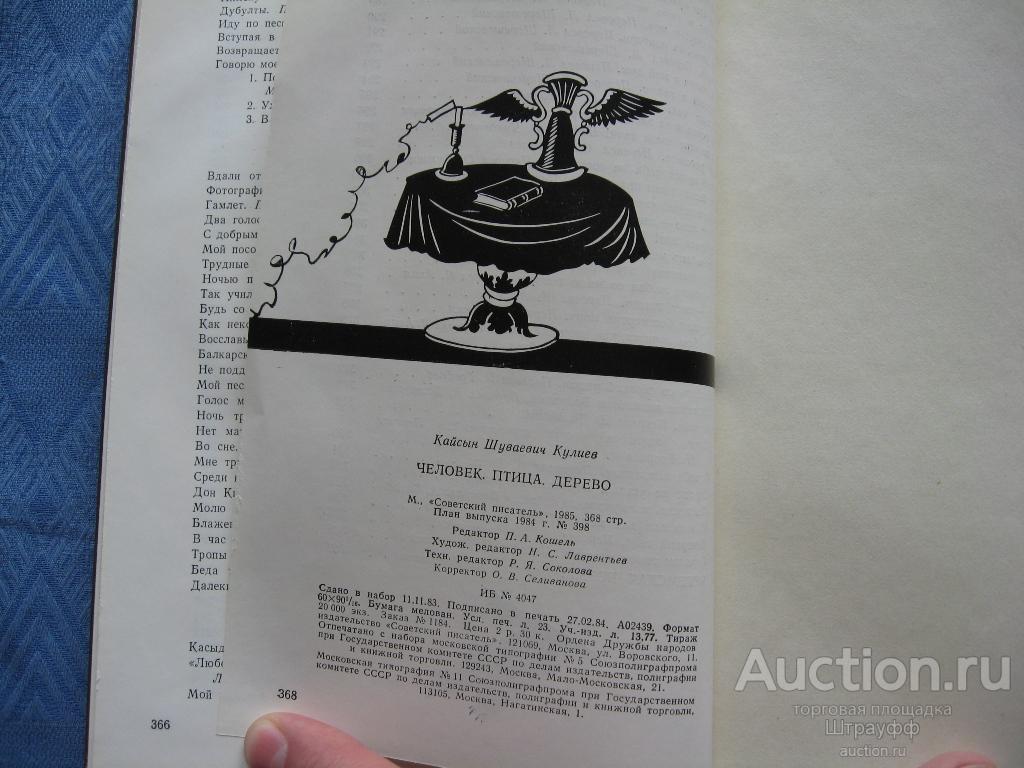 Дубулты.
Иду по
Вступая в
Возвращает
Говорю мое
1.
2.
3. В
Вдали от
Фотографи
Гамлет.
Два голос
С добрым
Мой посо
Трудные
Ночью п
Так учил
Будь со
Как неко
Восславь
Балкарск
Не подд
Мой пес
Голос м
Ночь тр
Нет ма
Во сне.
Мне тр
Среди
Дон Ки
Молю
Блажен
В час
Тропы
Беда
Далек
Касыд
«Любо
Мой
366
Кайсын Шуваевич Кулиев
ЧЕЛОВЕК. ПТИЦА. ДЕРЕВО
М., «Советский писатель», 1985, 368 стр.
План выпуска 1984 г. № 398
Редактор П. А. Кошель
Худож. редактор Н. С. Лаврентьев
Техн. редактор Р. Я. Соколова
Корректор О. В. Селиванова
ИБ № 4047
Сдано в набор 11.11.83. Подписано в печать 27.02.84. А02439. Формат
60×90¹/₁₆. Бумага мелован. Усл. печ. л. 23. Уч.-изд. л. 13,77. Тираж
20 000 экз. Заказ № 1184. Цена 2 р. 30 к. Ордена Дружбы народов
издательство «Советский писатель». 121069, Москва, ул. Воровского, 11.
Отпечатано с набора московской типографии № 5 Союзполиграфпрома
при Государственном комитете СССР по делам издательств, полиграфии
и книжной торговли. 129243, Москва, Мало-Московская, 21.
Московская типография № 11 Союзполиграфпрома при Государственном
комитете СССР по делам издательств, полиграфии и книжной торговли,
113105, Москва, Нагатинская, 1.
368
Auction.ru
торговая площадка
Штрауфф
auction.ru